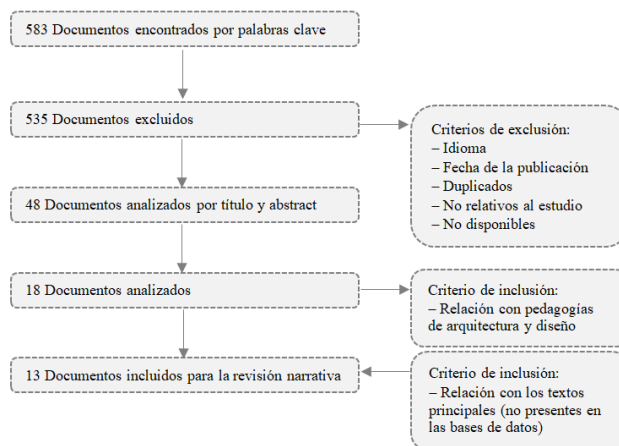 583 Documentos encontrados por palabras clave
535 Documentos excluidos
Criterios de exclusión:
– Idioma
– Fecha de la publicación
– Duplicados
– No relativos al estudio
– No disponibles
48 Documentos analizados por título y abstract
18 Documentos analizados
Criterio de inclusión:
– Relación con pedagogías
de arquitectura y diseño
13 Documentos incluidos para la revisión narrativa
Criterio de inclusión:
– Relación con los textos
principales (no presentes en
las bases de datos)